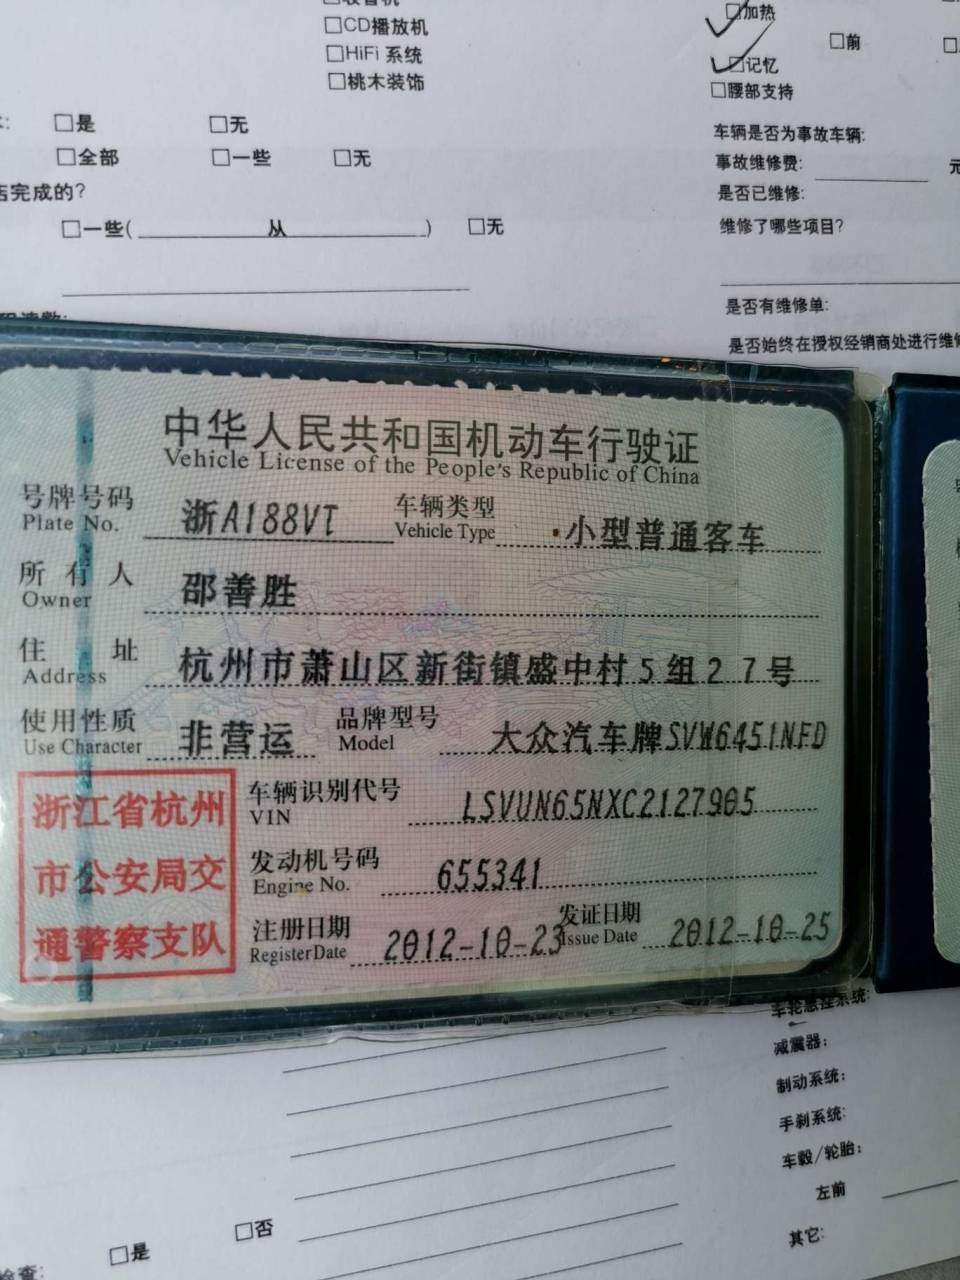 □CD播放机
□HiFi 系统
□桃木装饰
□加热
□前
□记忆
□腰部支持
□是 □无
□全部 □一些 □无
店完成的?
□一些( 从 ) □无
车辆是否为事故车辆:
事故维修费: 元
是否已维修:
维修了哪些项目?
是否有维修单:
是否始终在授权经销商处进行维修
中华人民共和国机动车行驶证
Vehicle License of the People's Republic of China
号牌号码 浙A188VT 车辆类型 小型普通客车
Plate No. Vehicle Type
所有人 邵善胜
Owner
住址 杭州市萧山区新街镇盛中村5组27号
Address
使用性质 非营运 品牌型号 大众汽车牌SVW6451NFD
Use Character Model
浙江省杭州
市公安局交
通警察支队
车辆识别代号 LSVUN65NXC2127905
VIN
发动机号码 655341
Engine No.
注册日期 2012-10-23 发证日期 2012-10-25
Register Date Issue Date
车轮悬挂系统:
减震器:
制动系统:
手刹系统:
车毂/轮胎:
左前
其它:
□是 □否
检查: